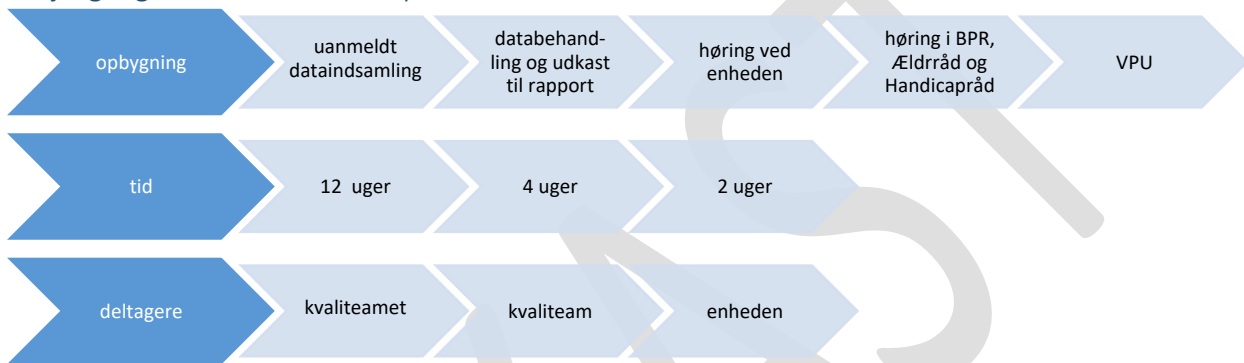 opbygning
uanmeldt
dataindsamling
databehand-
ling og udkast
til rapport
høring ved
enheden
høring i BPR,
Ældrråd og
Handicapråd
VPU
tid
12 uger
4 uger
2 uger
deltagere
kvaliteamet
kvaliteam
enheden